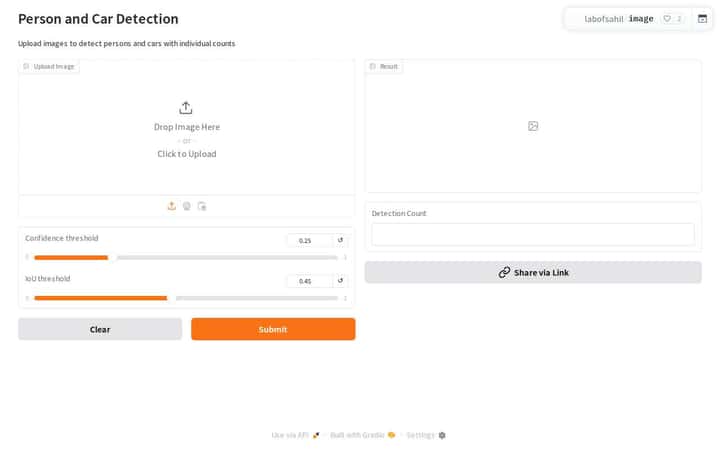 Person and Car Detection
labofsahil image 2
Upload images to detect persons and cars with individual counts
Upload Image
Result
Drop Image Here
- or -
Click to Upload
Confidence threshold
0.25
↺
0
1
IoU threshold
0.45
↺
0
1
Detection Count
Share via Link
Clear
Submit
Use via API · Built with Gradio · Settings